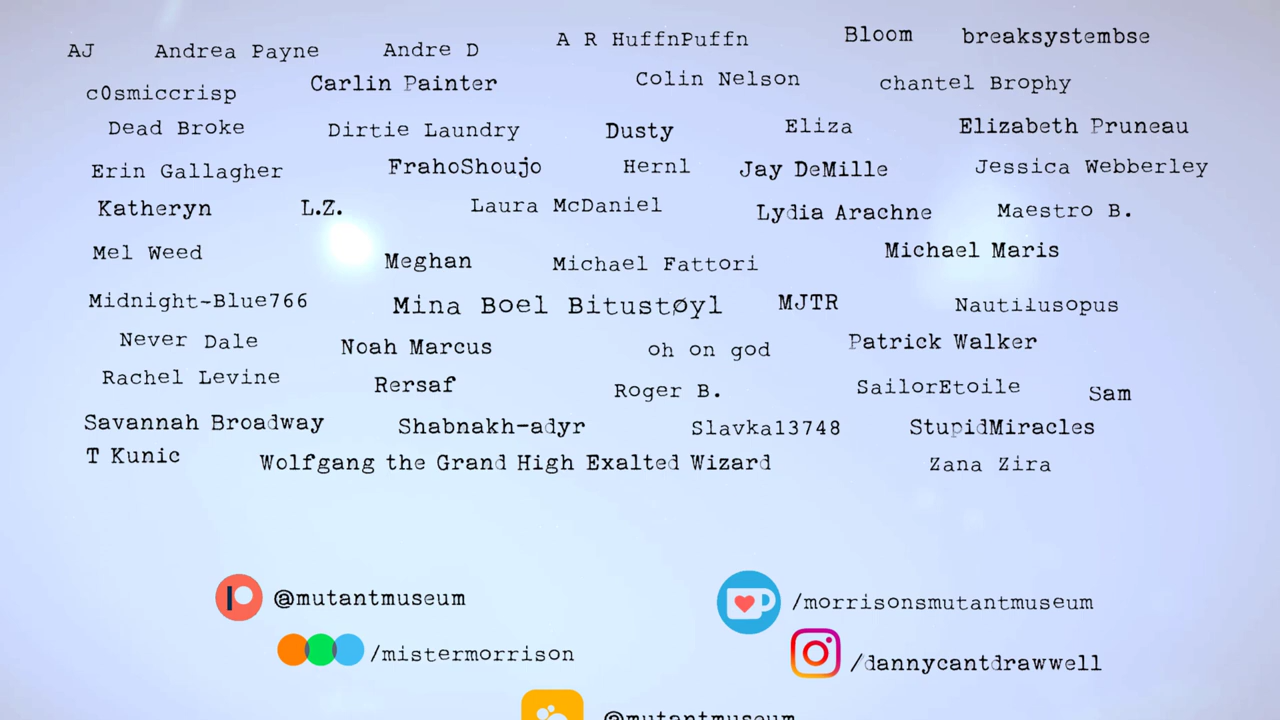 AJ Andrea Payne Andre D A R HuffnPuffn Bloom breaksystembse
c0smiccrisp Carlin Painter Colin Nelson chantel Brophy
Dead Broke Dirtie Laundry Dusty Eliza Elizabeth Pruneau
Erin Gallagher FrahoShoujo Hernl Jay DeMille Jessica Webberley
Katheryn L.Z. Laura McDaniel Lydia Arachne Maestro B.
Mel Weed Meghan Michael Fattori Michael Maris
Midnight-Blue766 Mina Boel Bitustøyl MJTR Nautilusopus
Never Dale Noah Marcus oh on god Patrick Walker
Rachel Levine Rersaf Roger B. SailorEtoile Sam
Savannah Broadway Shabnakh-adyr Slavka13748 StupidMiracles
T Kunic Wolfgang the Grand High Exalted Wizard Zana Zira
@mutantmuseum /morrisonsmutantmuseum
/mistermorrison /dannycantdrawwell
@mutantmuseum